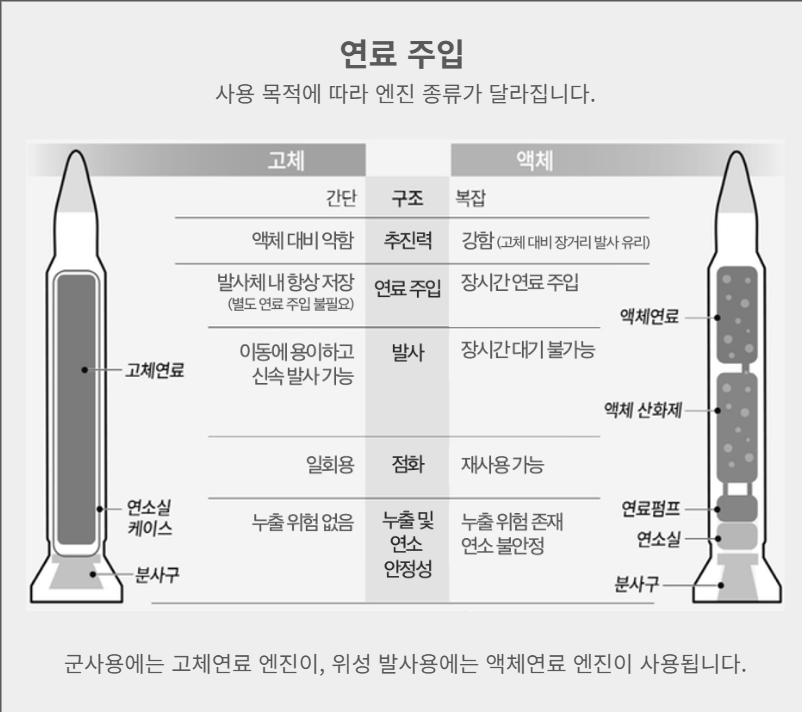 연료 주입
사용 목적에 따라 엔진 종류가 달라집니다.
고체 액체
간단 구조 복잡
액체 대비 약함 추진력 강함 (고체 대비 장거리 발사 유리)
발사체 내 항상 저장 연료 주입 장시간 연료 주입
(별도 연료 주입 불필요)
이동에 용이하고 발사 장시간 대기 불가능
신속 발사 가능
일회용 점화 재사용 가능
누출 위험 없음 누출 및 누출 위험 존재
연소 연소 불안정
안정성
고체연료
연소실
케이스
분사구
액체연료
액체 산화제
연료펌프
연소실
분사구
군사용에는 고체연료 엔진이, 위성 발사용에는 액체연료 엔진이 사용됩니다.